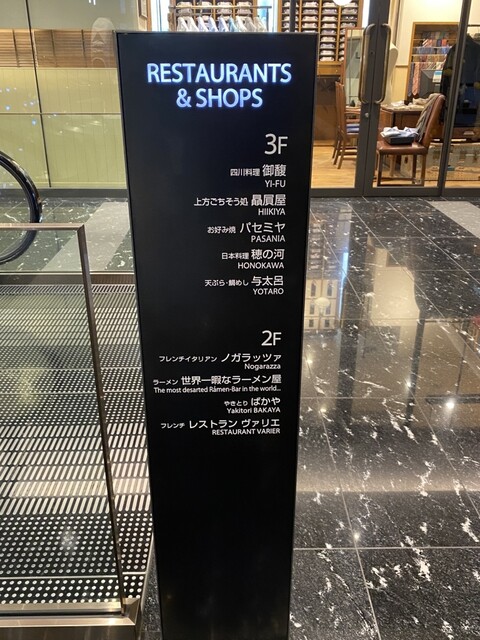 RESTAURANTS
& SHOPS
3F
四川料理 御馥
YI-FU
上方ごちそう処 贔屓屋
HIIKIYA
お好み焼 パセミヤ
PASANIA
日本料理 穂の河
HONOKAWA
天ぷら・鯛めし 与太呂
YOTARO
2F
フレンチイタリアン ノガラッツァ
Nogarazza
ラーメン 世界一暇なラーメン屋
The most desarted Rámen-Bar in the world...
やきとり ばかや
Yakitori BAKAYA
フレンチ レストラン ヴァリエ
RESTAURANT VARIER